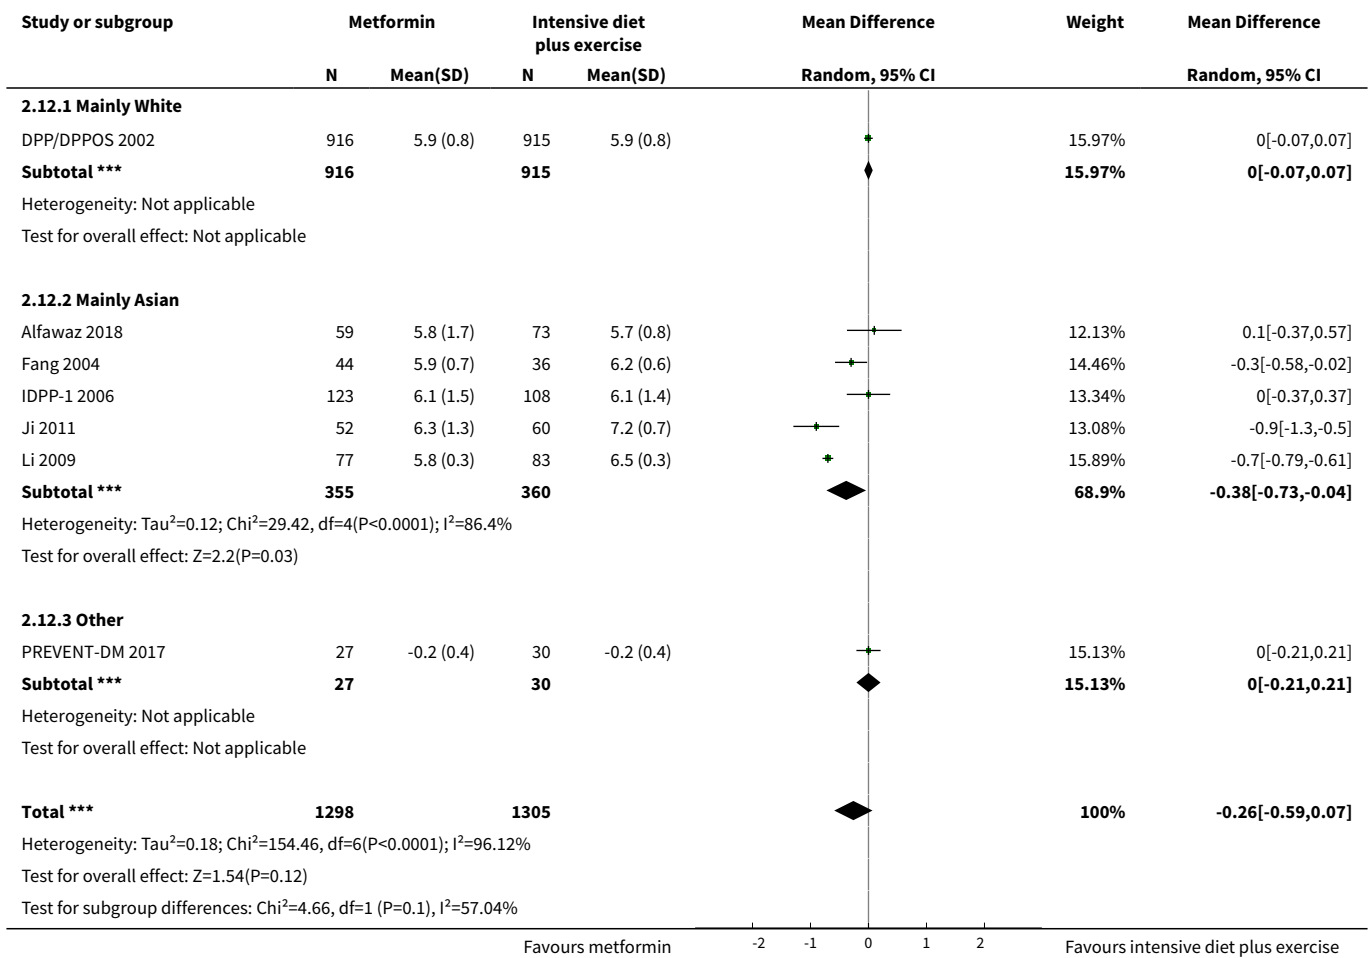 Study or subgroup Metformin Intensive diet plus exercise Mean Difference Weight Mean Difference
N Mean(SD) N Mean(SD) Random, 95% CI Random, 95% CI
2.12.1 Mainly White
DPP/DPPOS 2002 916 5.9 (0.8) 915 5.9 (0.8) 15.97% 0[-0.07,0.07]
Subtotal *** 916 915 15.97% 0[-0.07,0.07]
Heterogeneity: Not applicable
Test for overall effect: Not applicable
2.12.2 Mainly Asian
Alfawaz 2018 59 5.8 (1.7) 73 5.7 (0.8) 12.13% 0.1[-0.37,0.57]
Fang 2004 44 5.9 (0.7) 36 6.2 (0.6) 14.46% -0.3[-0.58,-0.02]
IDPP-1 2006 123 6.1 (1.5) 108 6.1 (1.4) 13.34% 0[-0.37,0.37]
Ji 2011 52 6.3 (1.3) 60 7.2 (0.7) 13.08% -0.9[-1.3,-0.5]
Li 2009 77 5.8 (0.3) 83 6.5 (0.3) 15.89% -0.7[-0.79,-0.61]
Subtotal *** 355 360 68.9% -0.38[-0.73,-0.04]
Heterogeneity: Tau²=0.12; Chi²=29.42, df=4(P<0.0001); I²=86.4%
Test for overall effect: Z=2.2(P=0.03)
2.12.3 Other
PREVENT-DM 2017 27 -0.2 (0.4) 30 -0.2 (0.4) 15.13% 0[-0.21,0.21]
Subtotal *** 27 30 15.13% 0[-0.21,0.21]
Heterogeneity: Not applicable
Test for overall effect: Not applicable
Total *** 1298 1305 100% -0.26[-0.59,0.07]
Heterogeneity: Tau²=0.18; Chi²=154.46, df=6(P<0.0001); I²=96.12%
Test for overall effect: Z=1.54(P=0.12)
Test for subgroup differences: Chi²=4.66, df=1 (P=0.1), I²=57.04%
Favours metformin -2 -1 0 1 2 Favours intensive diet plus exercise